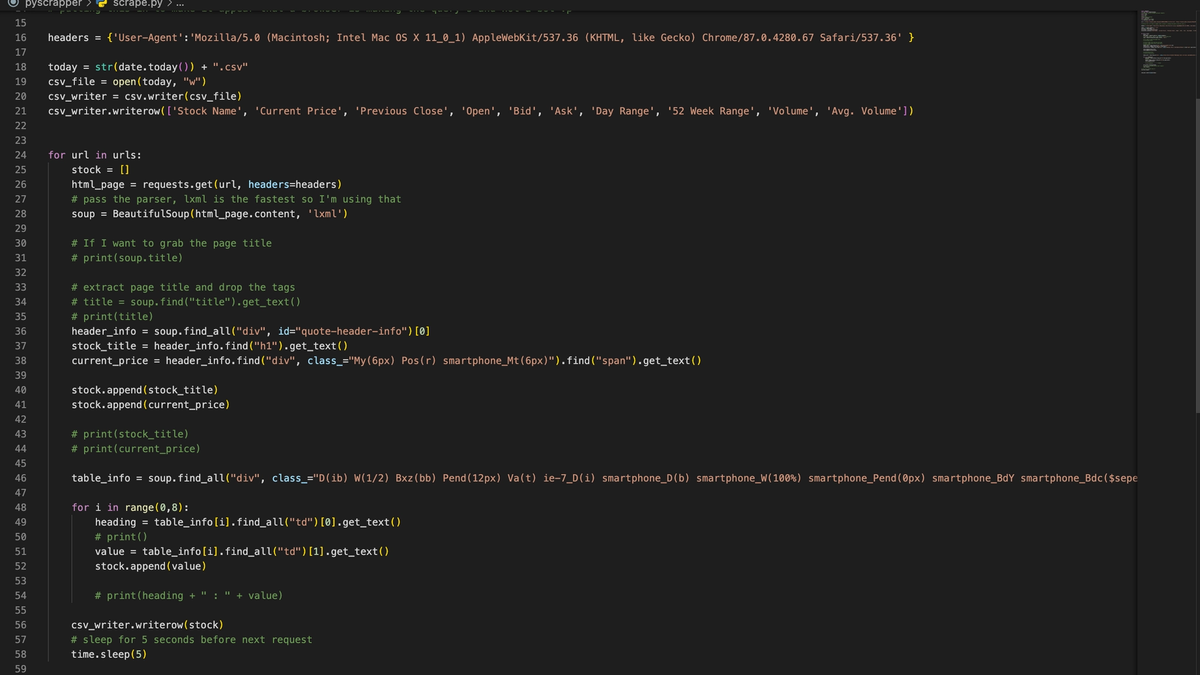 pyscrapper > scrape.py > ...
15
16 headers = {'User-Agent':'Mozilla/5.0 (Macintosh; Intel Mac OS X 11_0_1) AppleWebKit/537.36 (KHTML, like Gecko) Chrome/87.0.4280.67 Safari/537.36' }
17
18 today = str(date.today()) + ".csv"
19 csv_file = open(today, "w")
20 csv_writer = csv.writer(csv_file)
21 csv_writer.writerow(['Stock Name', 'Current Price', 'Previous Close', 'Open', 'Bid', 'Ask', 'Day Range', '52 Week Range', 'Volume', 'Avg. Volume'])
22
23
24 for url in urls:
25 stock = []
26 html_page = requests.get(url, headers=headers)
27 # pass the parser, lxml is the fastest so I'm using that
28 soup = BeautifulSoup(html_page.content, 'lxml')
29
30 # If I want to grab the page title
31 # print(soup.title)
32
33 # extract page title and drop the tags
34 # title = soup.find("title").get_text()
35 # print(title)
36 header_info = soup.find_all("div", id="quote-header-info")[0]
37 stock_title = header_info.find("h1").get_text()
38 current_price = header_info.find("div", class_="My(6px) Pos(r) smartphone_Mt(6px)").find("span").get_text()
39
40 stock.append(stock_title)
41 stock.append(current_price)
42
43 # print(stock_title)
44 # print(current_price)
45
46 table_info = soup.find_all("div", class_="D(ib) W(1/2) Bxz(bb) Pend(12px) Va(t) ie-7_D(i) smartphone_D(b) smartphone_W(100%) smartphone_Pend(0px) smartphone_BdY smartphone_Bdc($sepe
47
48 for i in range(0,8):
49 heading = table_info[i].find_all("td")[0].get_text()
50 # print()
51 value = table_info[i].find_all("td")[1].get_text()
52 stock.append(value)
53
54 # print(heading + " : " + value)
55
56 csv_writer.writerow(stock)
57 # sleep for 5 seconds before next request
58 time.sleep(5)
59